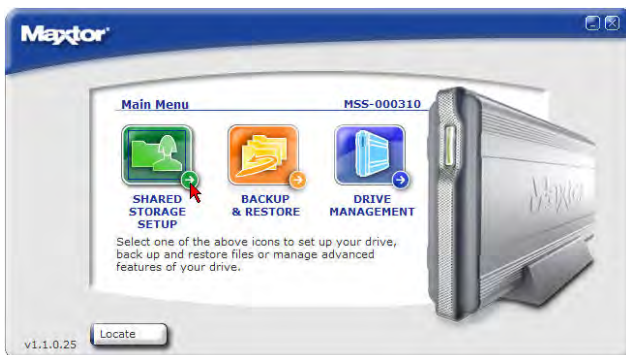 Maxtor
Main Menu
MSS-000310
SHARED
STORAGE
SETUP
BACKUP
& RESTORE
DRIVE
MANAGEMENT
Select one of the above icons to set up your drive,
back up and restore files or manage advanced
features of your drive.
Maxtor
Locate
v1.1.0.25